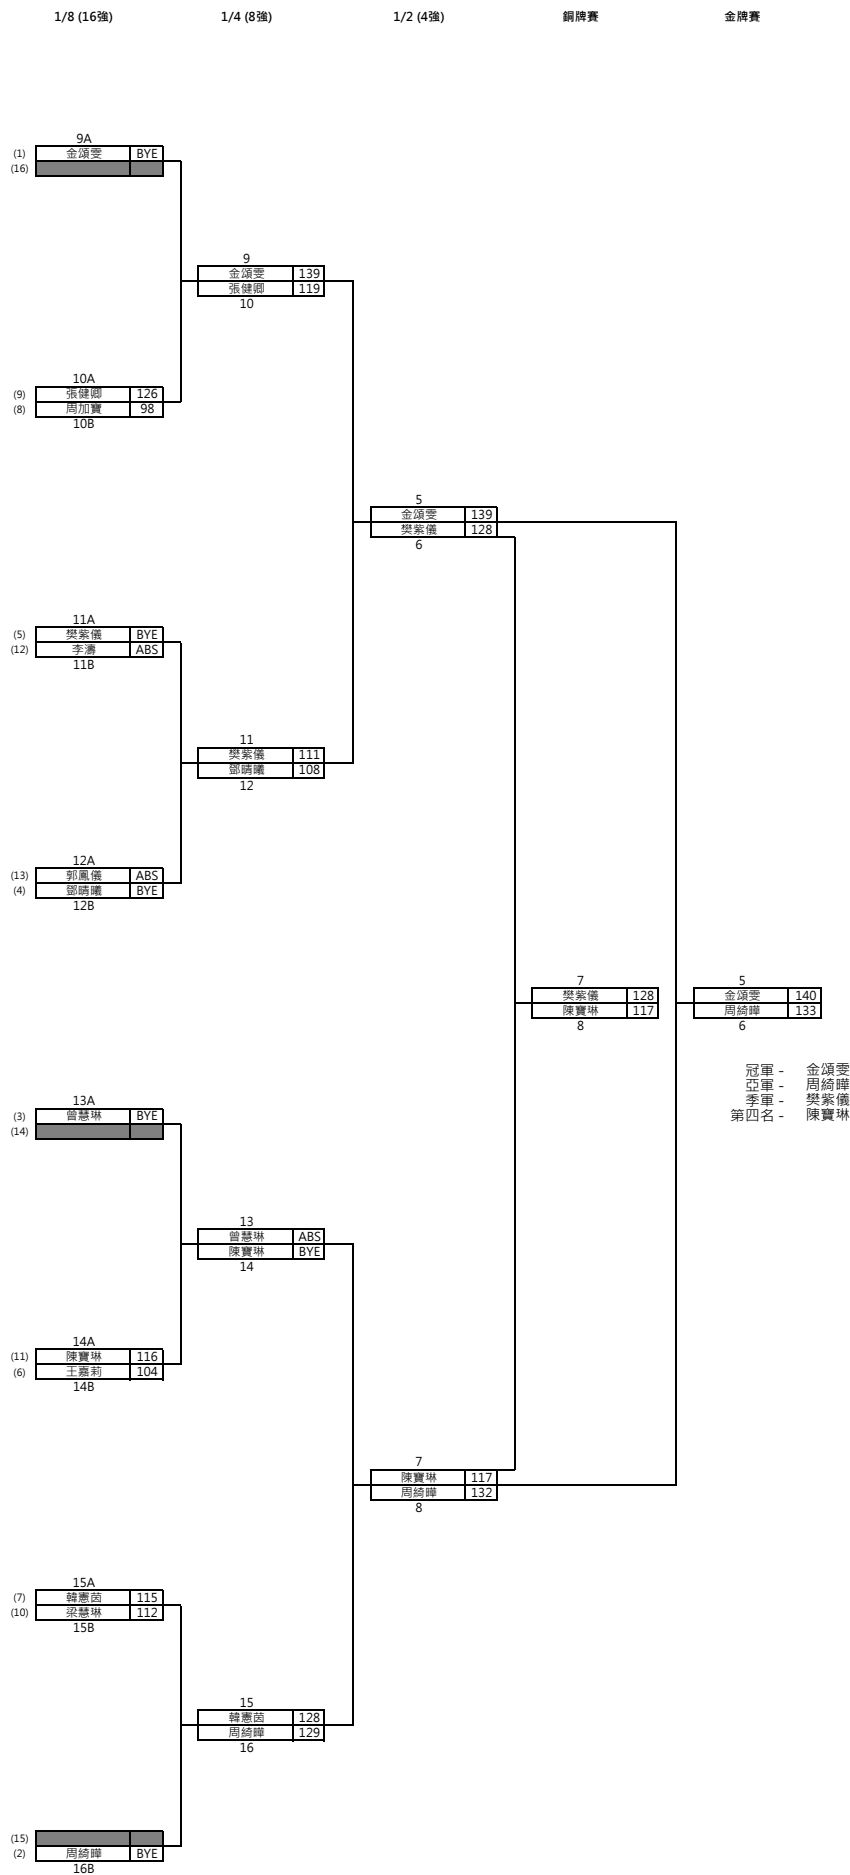 1/8 (16強) 1/4 (8強) 1/2 (4強) 銅牌賽 金牌賽
9A
(1) 金頌雯 BYE
(16)
9
金頌雯 139
張健卿 119
10
10A
(9) 張健卿 126
(8) 周加寶 98
10B
5
金頌雯 139
樊紫儀 128
6
11A
(5) 樊紫儀 BYE
(12) 李濤 ABS
11B
11
樊紫儀 111
鄧晴曦 108
12
12A
(13) 郭鳳儀 ABS
(4) 鄧晴曦 BYE
12B
7
樊紫儀 128
陳寶琳 117
8
5
金頌雯 140
周綺曄 133
6
冠軍 - 金頌雯
亞軍 - 周綺曄
季軍 - 樊紫儀
第四名 - 陳寶琳
13A
(3) 曾慧琳 BYE
(14)
13
曾慧琳 ABS
陳寶琳 BYE
14
14A
(11) 陳寶琳 116
(6) 王嘉莉 104
14B
7
陳寶琳 117
周綺曄 132
8
15A
(7) 韓憲茵 115
(10) 梁慧琳 112
15B
15
韓憲茵 128
周綺曄 129
16
(15)
(2) 周綺曄 BYE
16B